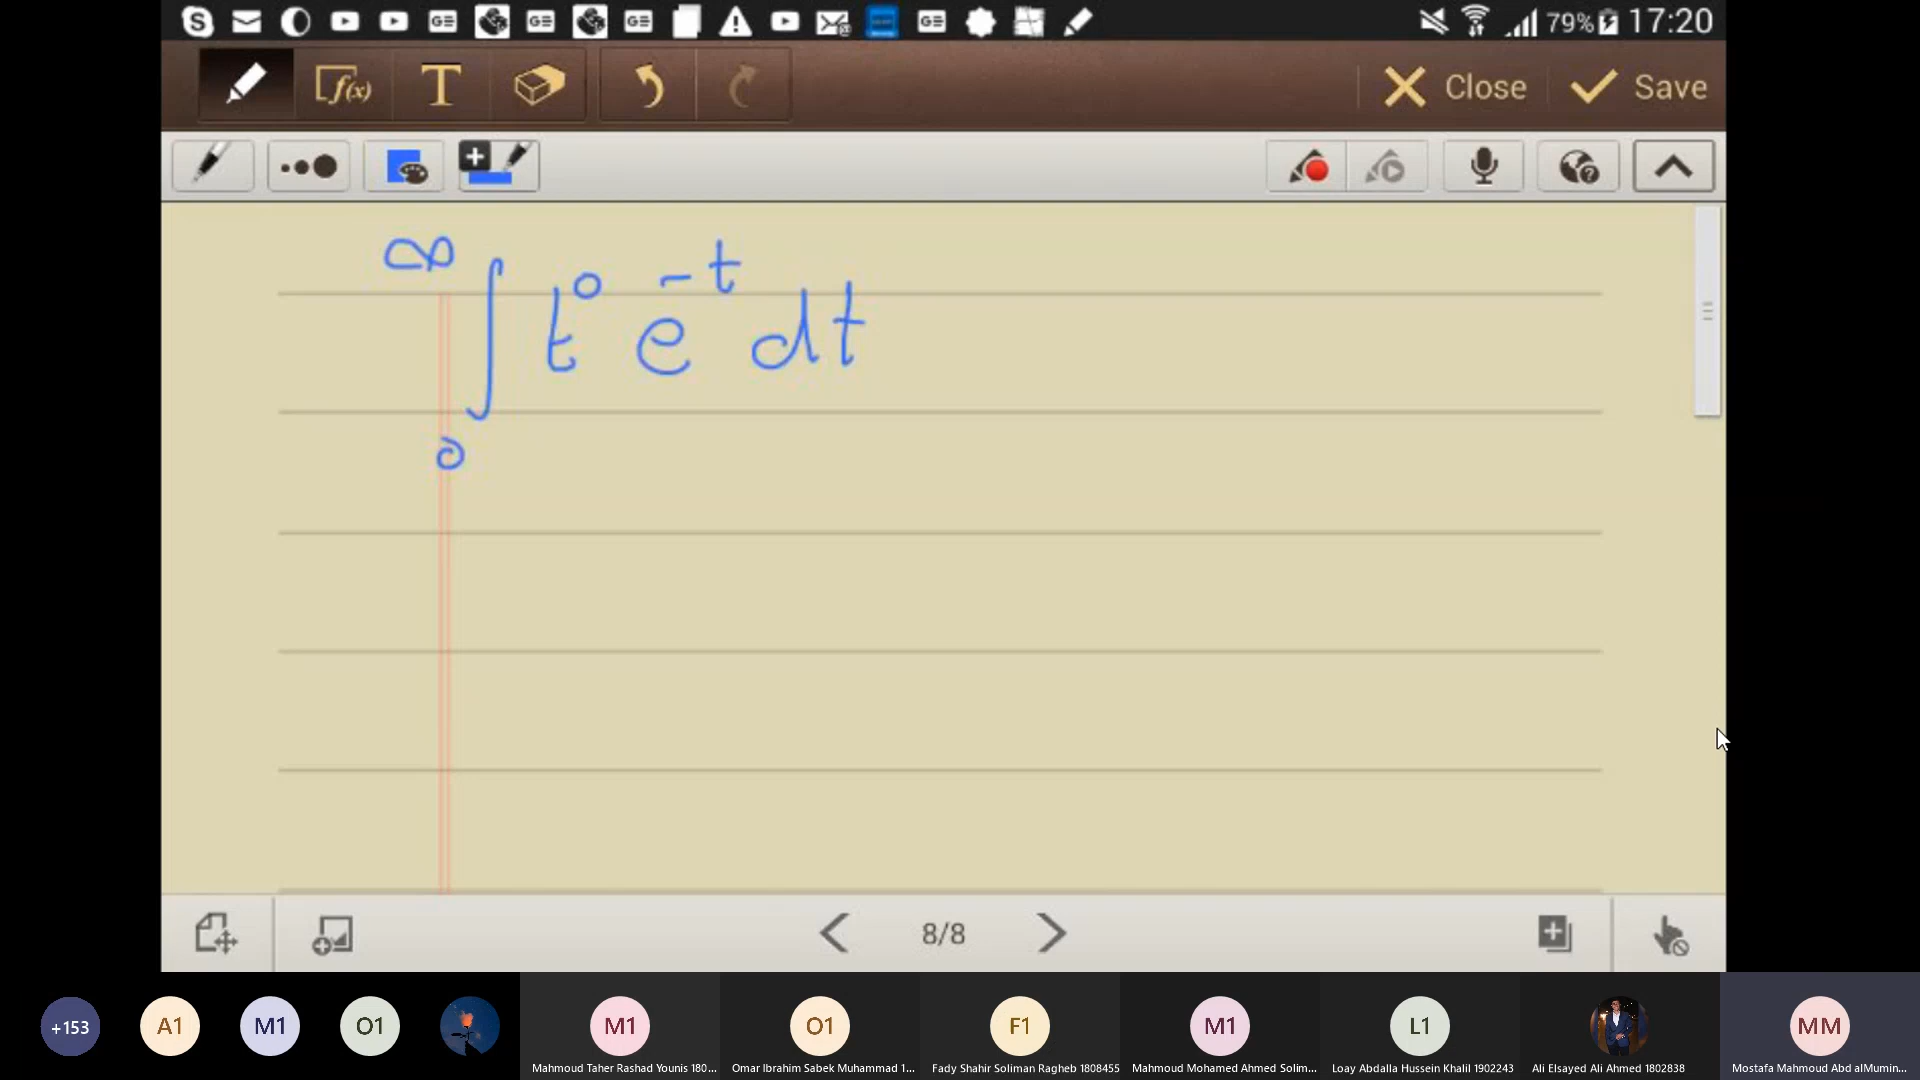 79% 17:20
f(x) T Close Save
∞
∫ t⁰ e⁻ᵗ dt
0
8/8
+153 A1 M1 O1 M1 O1 F1 M1 L1 MM
Mahmoud Taher Rashad Younis 180... Omar Ibrahim Sabek Muhammad 1... Fady Shahir Soliman Ragheb 1808455 Mahmoud Mohamed Ahmed Solim... Loay Abdalla Hussein Khalil 1902243 Ali Elsayed Ali Ahmed 1802838 Mostafa Mahmoud Abd alMumin...